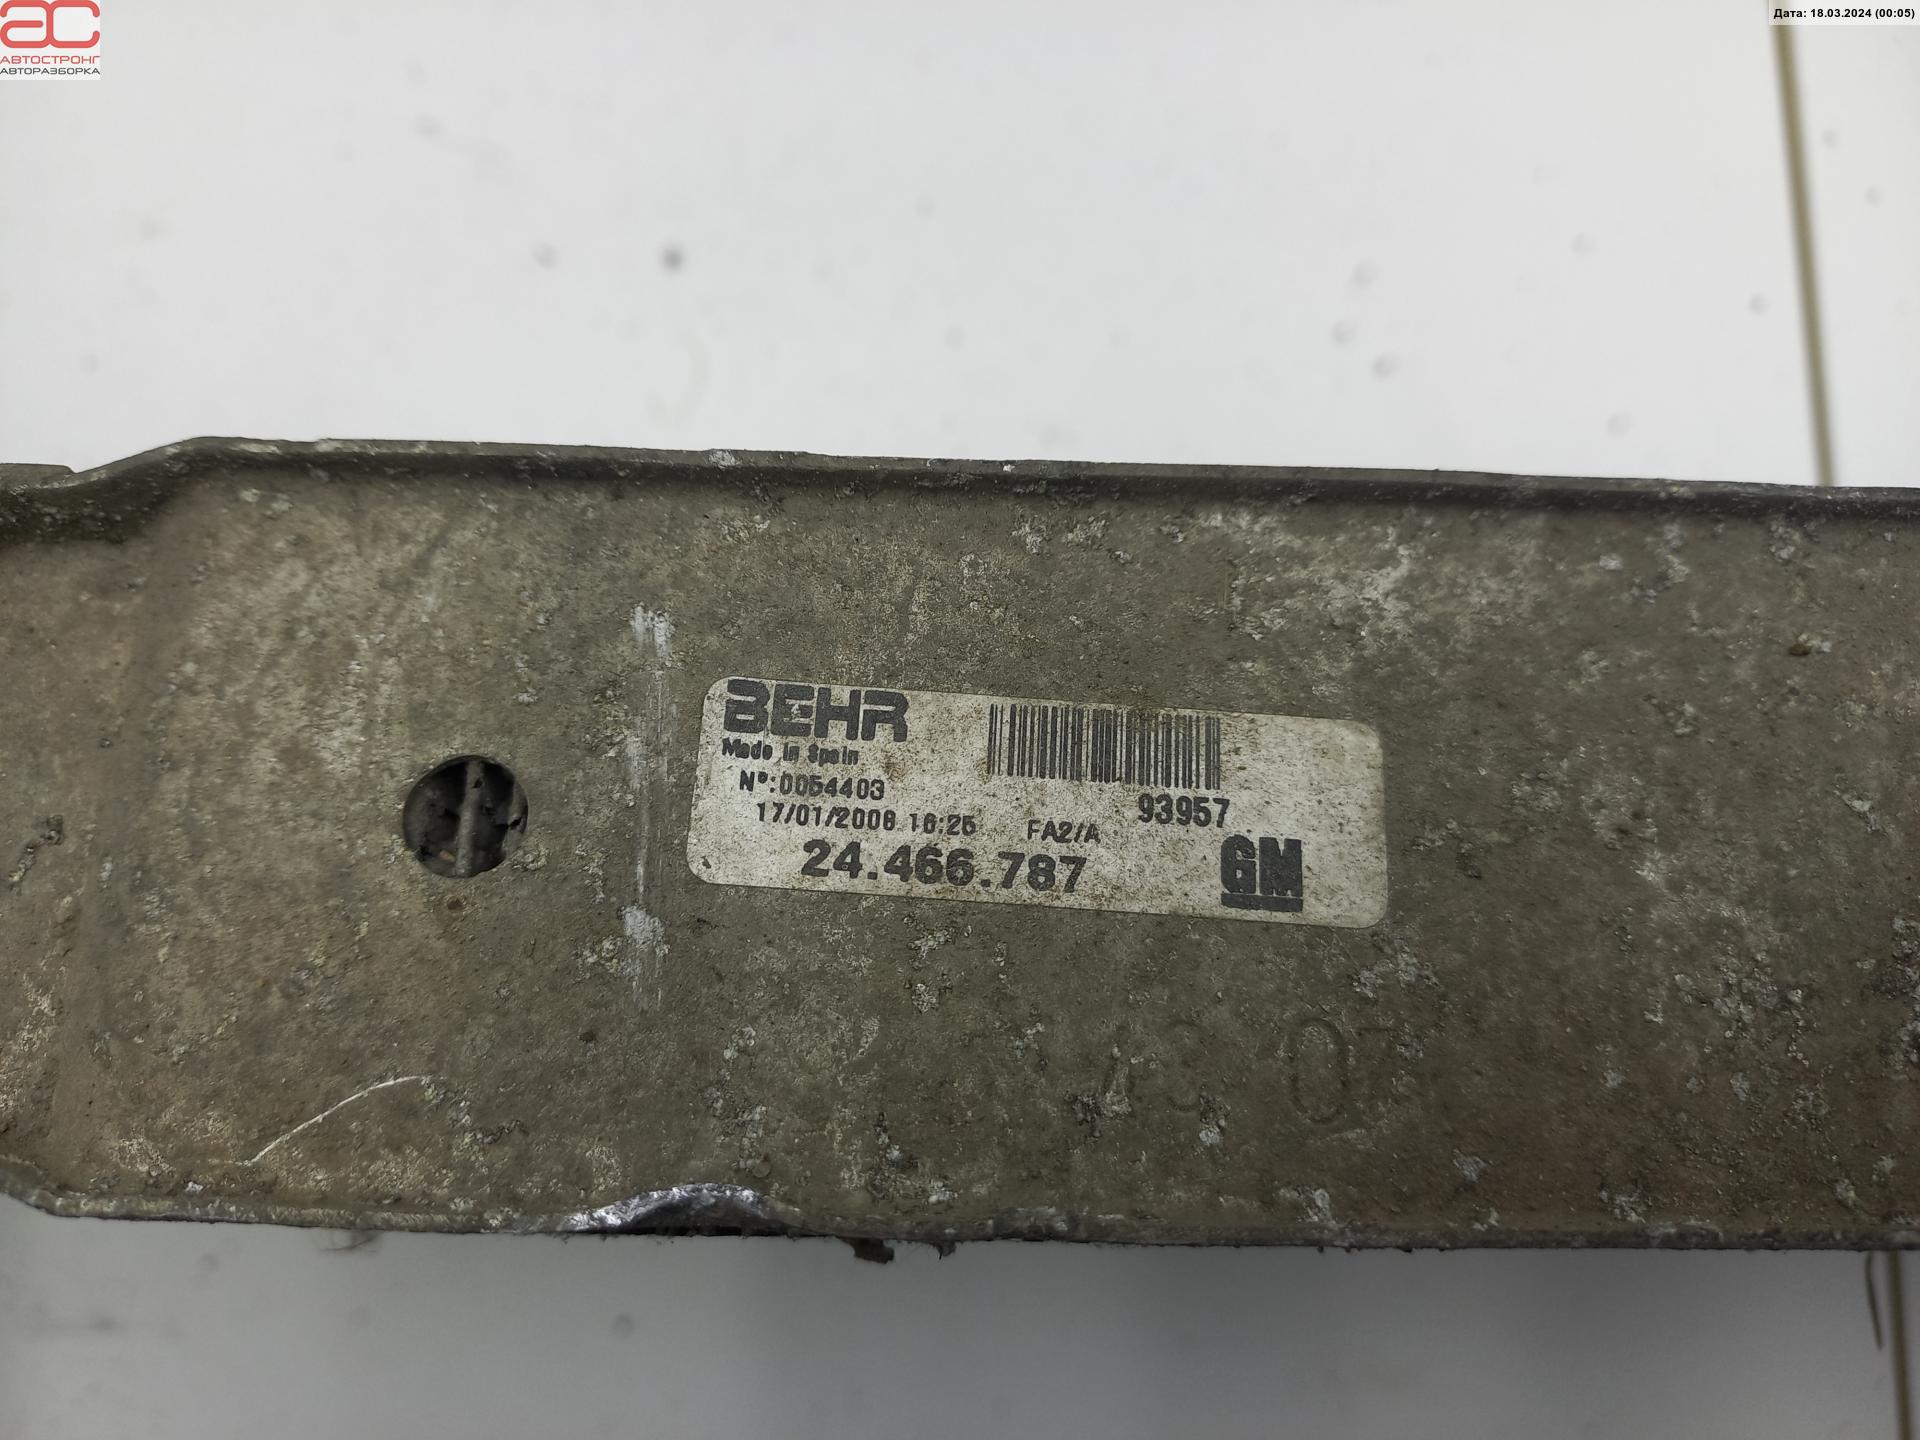 АС
АВТОСТРОНГ
АВТОРАЗБОРКА
Дата: 18.03.2024 (00:05)
BEHR
Made in Spain
Nº:0054403
17/01/2008 16:25 FA2/A
93957
24.466.787
GM